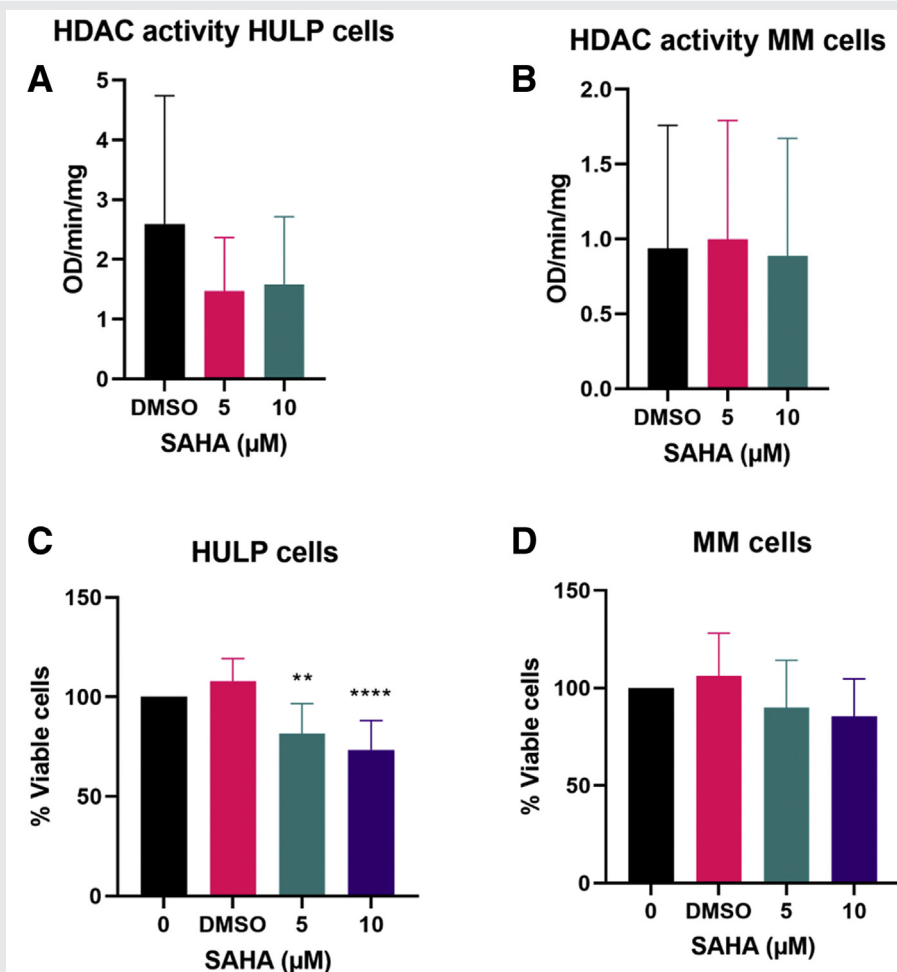 HDAC activity HULP cells
A
5
4
3
2
1
0
OD/min/mg
DMSO 5 10
SAHA (µM)
HDAC activity MM cells
B
2.0
1.5
1.0
0.5
0.0
OD/min/mg
DMSO 5 10
SAHA (µM)
C
HULP cells
150
100
50
0
% Viable cells
**
****
0 DMSO 5 10
SAHA (µM)
D
MM cells
150
100
50
0
% Viable cells
0 DMSO 5 10
SAHA (µM)